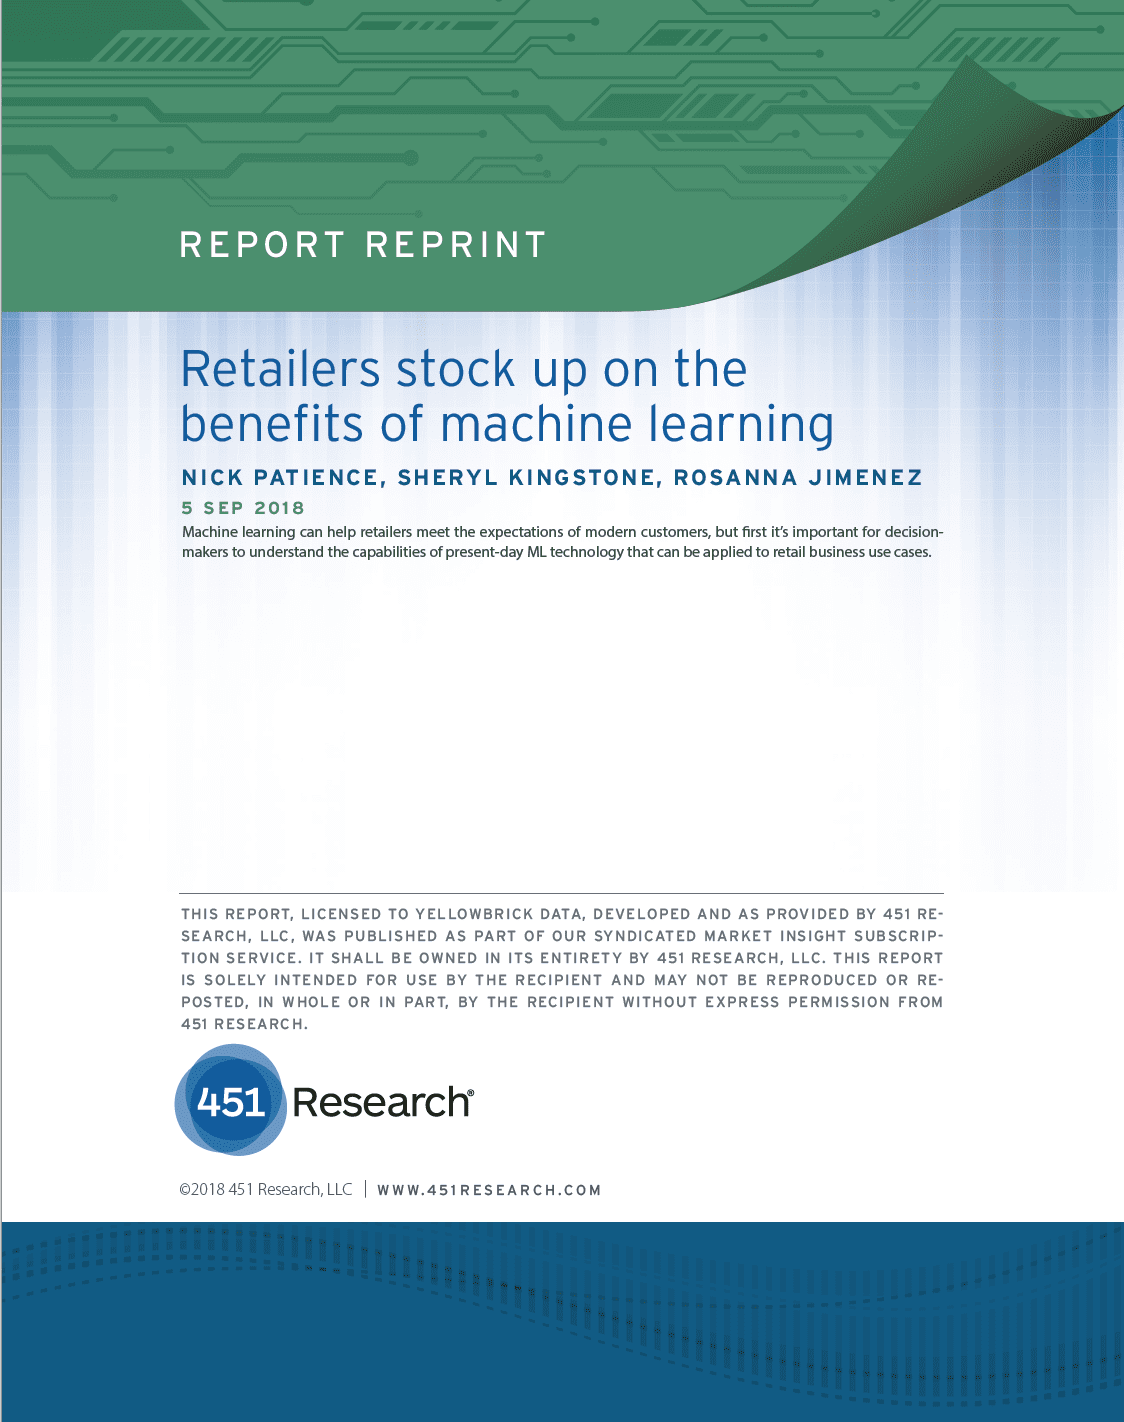 REPORT REPRINT
Retailers stock up on the
benefits of machine learning
NICK PATIENCE, SHERYL KINGSTONE, ROSANNA JIMENEZ
5 SEP 2018
Machine learning can help retailers meet the expectations of modern customers, but first it's important for decision-
makers to understand the capabilities of present-day ML technology that can be applied to retail business use cases.
THIS REPORT, LICENSED TO YELLOWBRICK DATA, DEVELOPED AND AS PROVIDED BY 451 RE-
SEARCH, LLC, WAS PUBLISHED AS PART OF OUR SYNDICATED MARKET INSIGHT SUBSCRIP-
TION SERVICE. IT SHALL BE OWNED IN ITS ENTIRETY BY 451 RESEARCH, LLC. THIS REPORT
IS SOLELY INTENDED FOR USE BY THE RECIPIENT AND MAY NOT BE REPRODUCED OR RE-
POSTED, IN WHOLE OR IN PART, BY THE RECIPIENT WITHOUT EXPRESS PERMISSION FROM
451 RESEARCH.
451 Research®
©2018 451 Research, LLC | WWW.451RESEARCH.COM